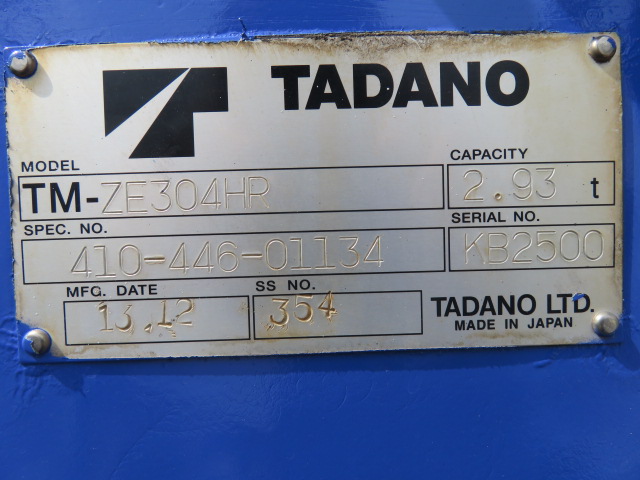 TADANO
MODEL
TM-ZE304HR
CAPACITY
2.93 t
SPEC. NO.
410-446-01134
SERIAL NO.
KB2500
MFG. DATE
13.12
SS NO.
354
TADANO LTD.
MADE IN JAPAN